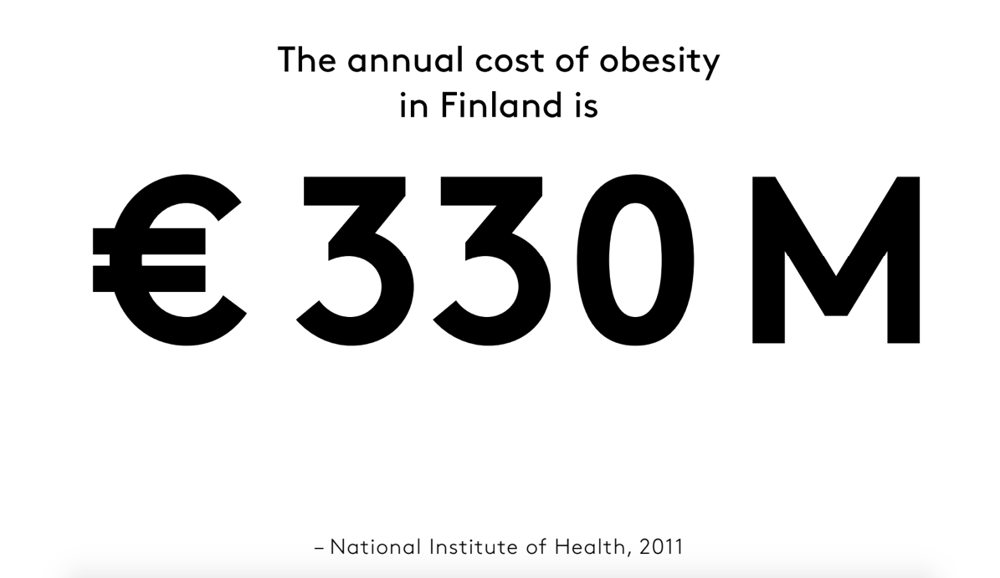 The annual cost of obesity
in Finland is
€ 330 M
– National Institute of Health, 2011